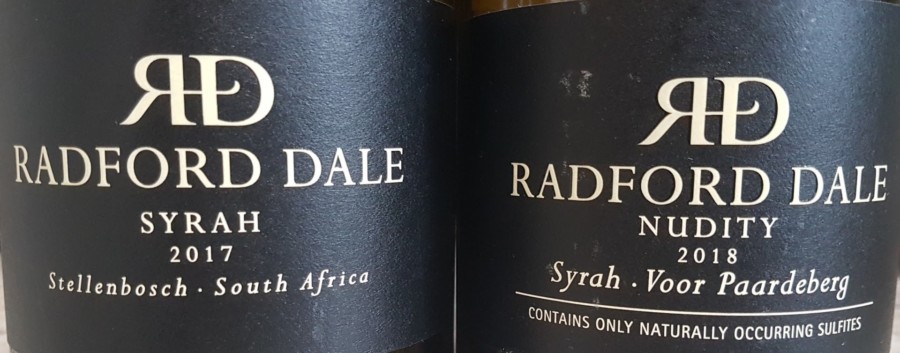 RD
RADFORD DALE
SYRAH
2017
Stellenbosch · South Africa
RD
RADFORD DALE
NUDITY
2018
Syrah · Voor Paardeberg
CONTAINS ONLY NATURALLY OCCURRING SULFITES